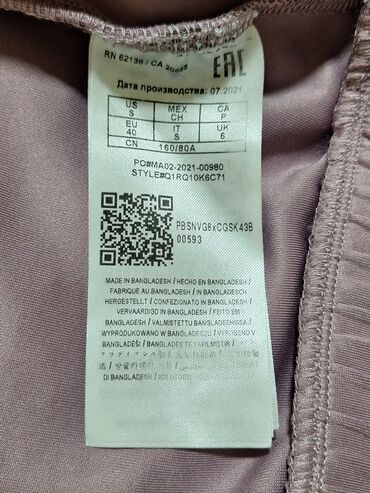 RN 62136 / CA 20685
EAC
Дата производства: 07.2021
US S MEX CH CA P
EU 40 IT S UK 6
CN 160/80A
PO#MA02-2021-00980
STYLE#Q1RQ10K6C71
PBSNVG8xCGSK43B
00593
MADE IN BANGLADESH / HECHO EN BANGLADESH /
FABRIQUÉ AU BANGLADESH / IN BANGLADESCH
HERGESTELLT / CONFEZIONATO IN BANGLADESH /
VERVAARDIGD IN BANGLADESH / FEITO EM
BANGLADESH / VALMISTETTU BANGLADESHISSA /
WYPRODUKOWANO W BANGLADESZU / VYROBENO V
BANGLADÉŠI / BANGLADEŞ'TE YAPILMIŞTIR /
DI BANGLADESH /